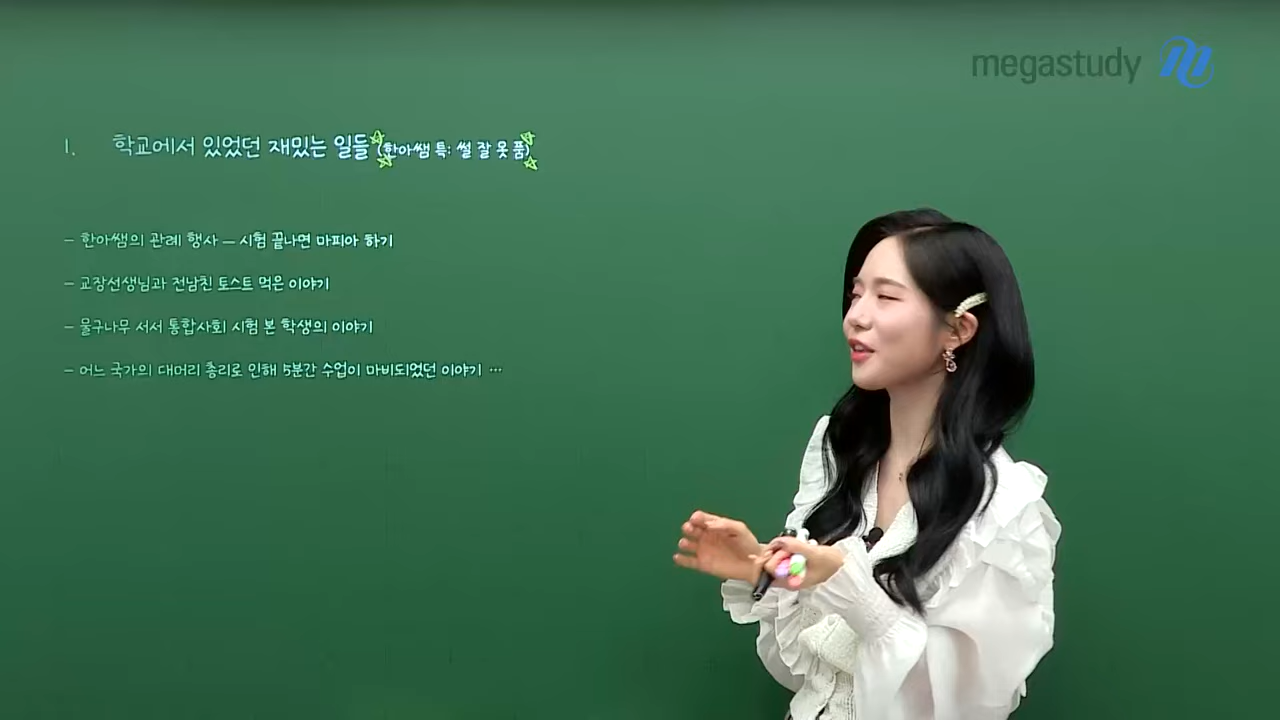 megastudy
1. 학교에서 있었던 재밌는 일들 (한아쌤 특: 썰 잘 못 품)
- 한아쌤의 관례 행사 - 시험 끝나면 마피아 하기
- 교장선생님과 전남친 토스트 먹은 이야기
- 물구나무 서서 통합사회 시험 본 학생의 이야기
- 어느 국가의 대머리 총리로 인해 5분간 수업이 마비되었던 이야기 ...